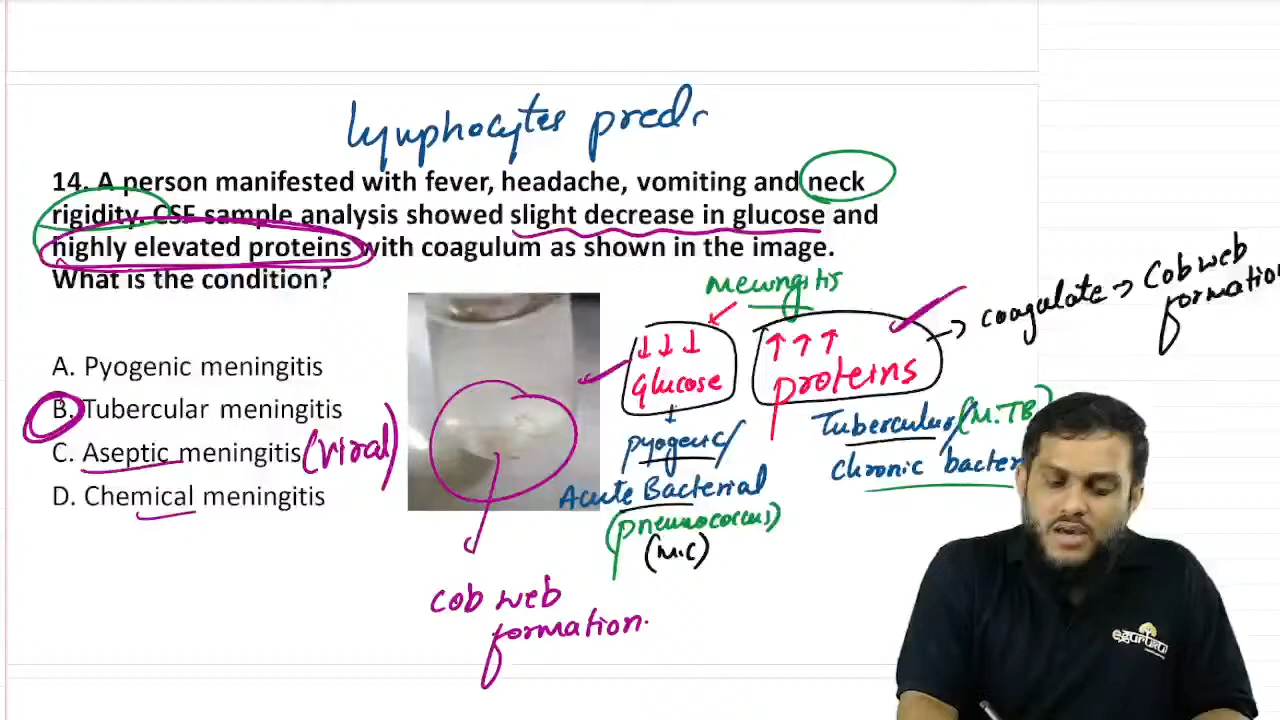 lymphocytes pred
14. A person manifested with fever, headache, vomiting and neck
rigidity. CSF sample analysis showed slight decrease in glucose and
highly elevated proteins with coagulum as shown in the image.
What is the condition?
A. Pyogenic meningitis
B. Tubercular meningitis
C. Aseptic meningitis (viral)
D. Chemical meningitis
Meningitis
↓ ↓ ↓
glucose
pyogenic/
Acute Bacterial
(pneumococcus)
(M.C)
↑ ↑ ↑
proteins
Tubercular/(M.TB)
chronic bacter
→ coagulate → Cob web
formation
cob web
formation.
egurukul